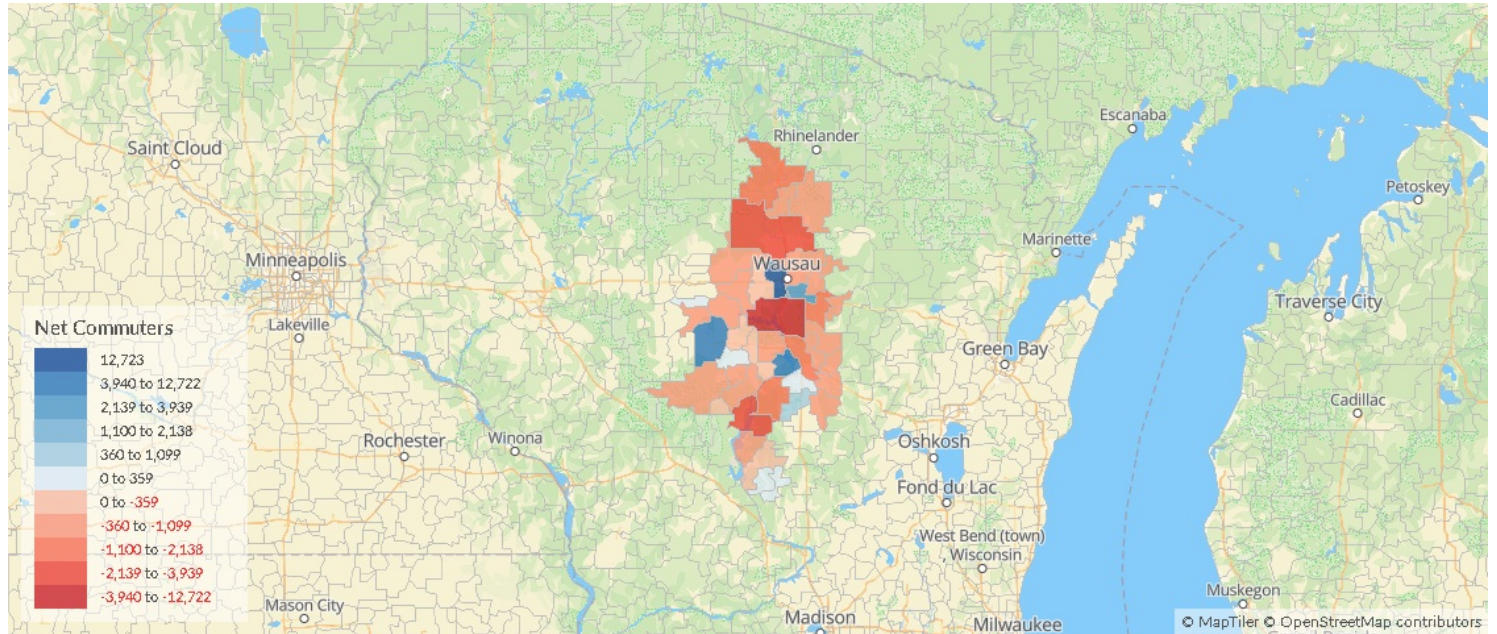 Escanaba
Rhinelander
Saint Cloud
Petoskey
Marinette
Minneapolis
Wausau
Traverse City
Net Commuters
Lakeville
12,723
Green Bay
3,940 to 12,722
2,139 to 3,939
1,100 to 2,138
Cadillac
360 to 1,099
Rochester
Winona
Oshkosh
0 to 359
Fond du Lac
0 to -359
-360 to -1,099
West Bend (town)
, Wisconsin
-1,100 to -2,138
-2,139 to -3,939
Muskegon
-3,940 to -12,722
Mason City
Madison
Milwaukee
© MapTiler © OpenStreetMap contributors